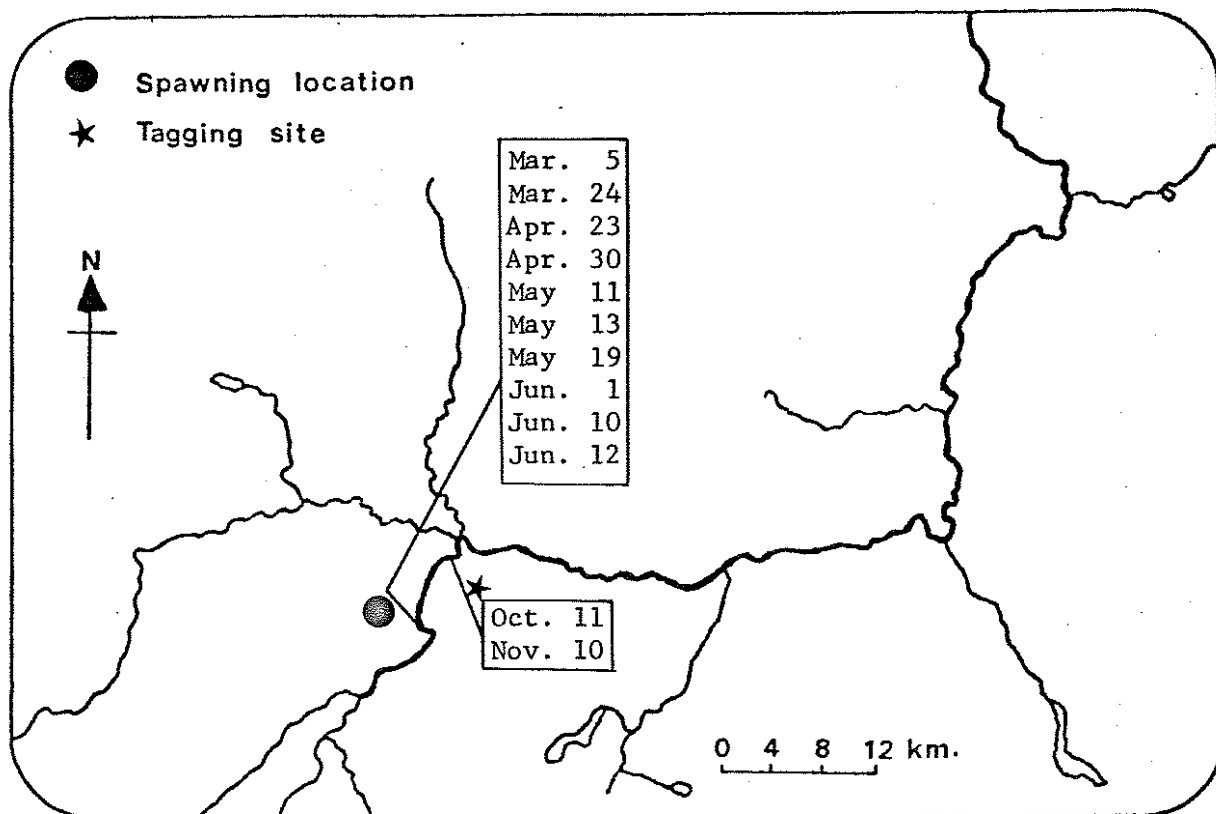 Spawning location
Tagging site
Mar. 5
Mar. 24
Apr. 23
Apr. 30
May 11
May 13
May 19
Jun. 1
Jun. 10
Jun. 12
N
Oct. 11
Nov. 10
0 4 8 12 km.